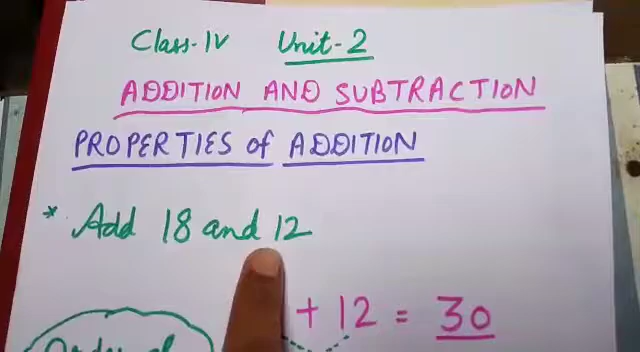 Class-IV Unit-2
ADDITION AND SUBTRACTION
PROPERTIES of ADDITION
* Add 18 and 12
+ 12 = 30